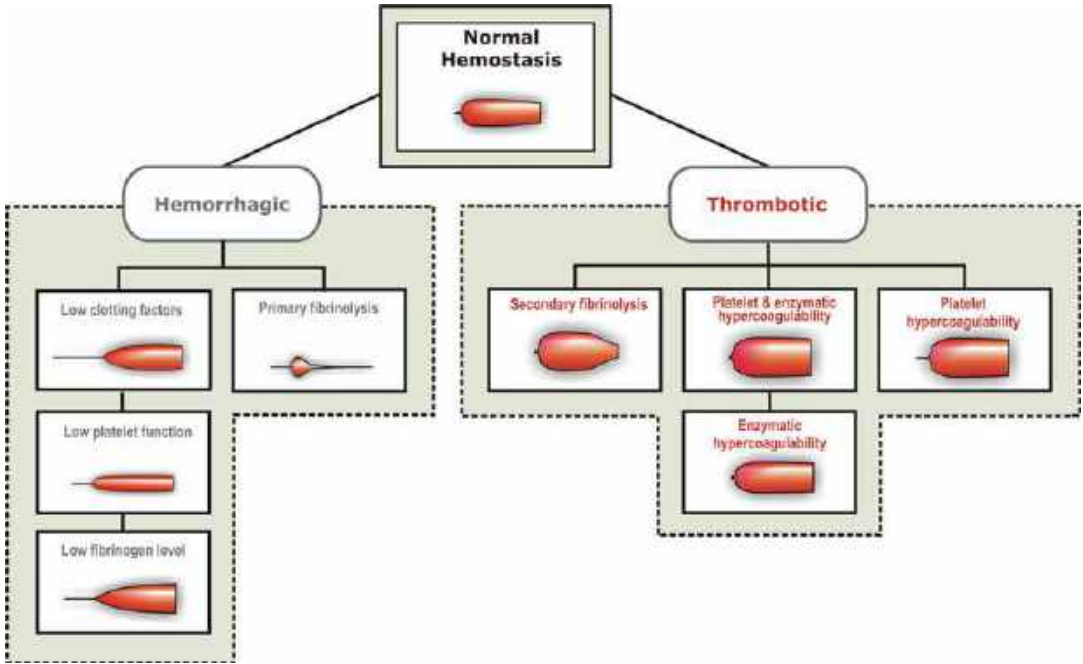 Normal
Hemostasis
Hemorrhagic
Thrombotic
Low clotting factors
Primary fibrinolysis
Secondary fibrinolysis
Platelet & enzymatic
hypercoagulability
Platelet
hypercoagulability
Low platelet function
Enzymatic
hypercoagulability
Low fibrinogen level